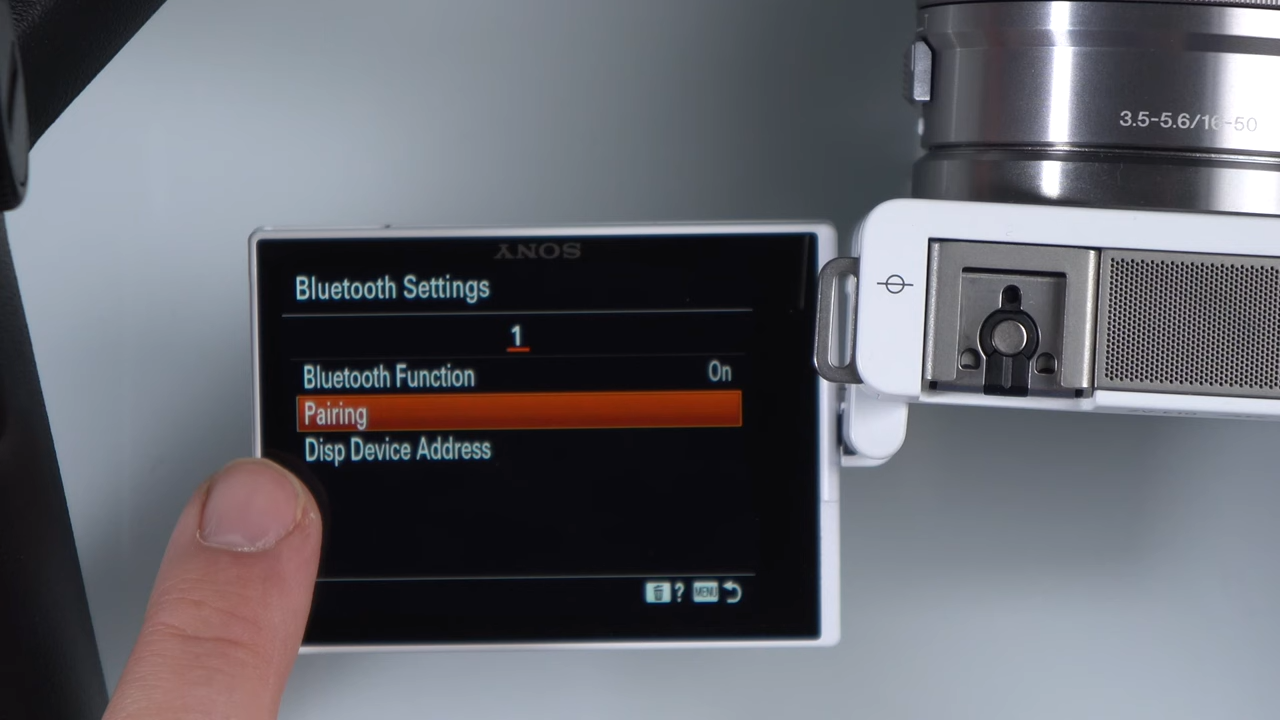 3.5-5.6/16-50
SONY
Bluetooth Settings
1
Bluetooth Function On
Pairing
Disp Device Address
? MENU